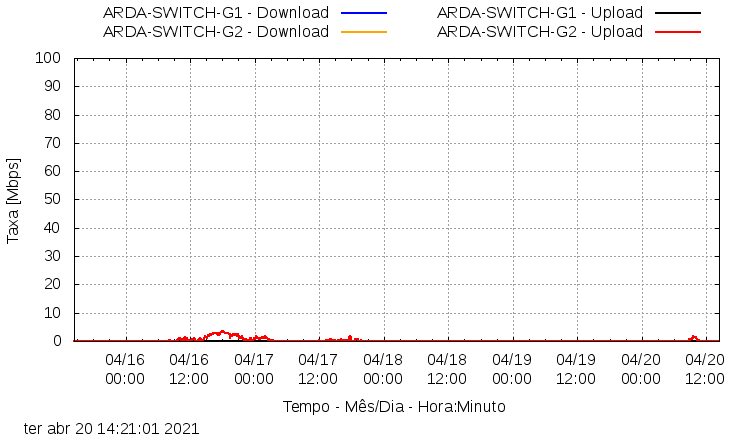 ARDA-SWITCH-G1 - Download ARDA-SWITCH-G1 - Upload
ARDA-SWITCH-G2 - Download ARDA-SWITCH-G2 - Upload
100
90
80
70
60
50
40
30
20
10
0
Taxa [Mbps]
04/16 04/16 04/17 04/17 04/18 04/18 04/19 04/19 04/20 04/20
00:00 12:00 00:00 12:00 00:00 12:00 00:00 12:00 00:00 12:00
Tempo - Mês/Dia - Hora:Minuto
ter abr 20 14:21:01 2021